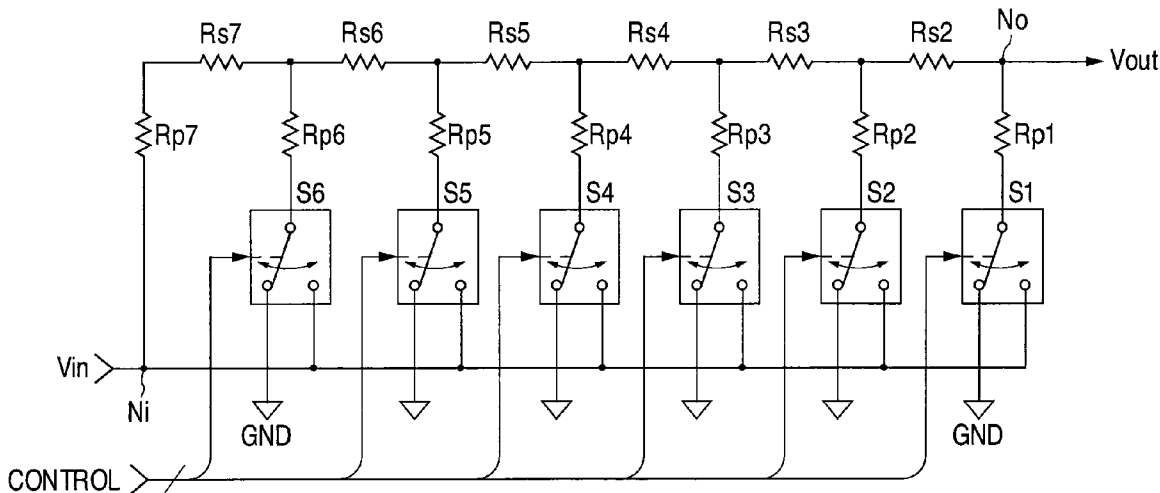 No
Rs7 Rs6 Rs5 Rs4 Rs3 Rs2
Vout
Rp7 Rp6 Rp5 Rp4 Rp3 Rp2 Rp1
S6 S5 S4 S3 S2 S1
Vin
Ni
GND GND
CONTROL